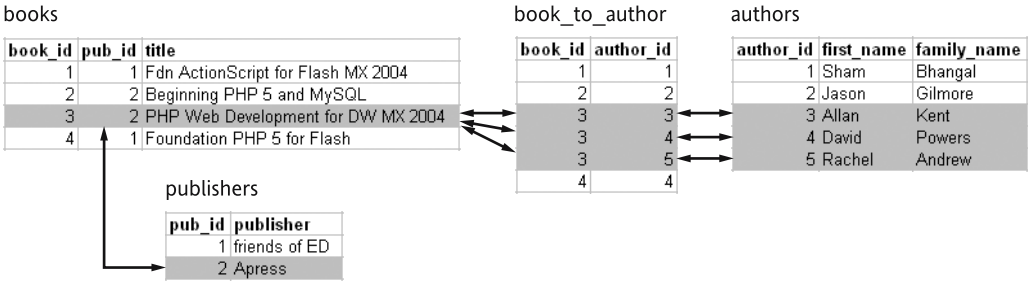 books
book_id pub_id title
1 1 Fdn ActionScript for Flash MX 2004
2 2 Beginning PHP 5 and MySQL
3 2 PHP Web Development for DW MX 2004
4 1 Foundation PHP 5 for Flash
book_to_author
book_id author_id
1 1
2 2
3 3
3 4
3 5
4 4
authors
author_id first_name family_name
1 Sham Bhangal
2 Jason Gilmore
3 Allan Kent
4 David Powers
5 Rachel Andrew
publishers
pub_id publisher
1 friends of ED
2 Apress